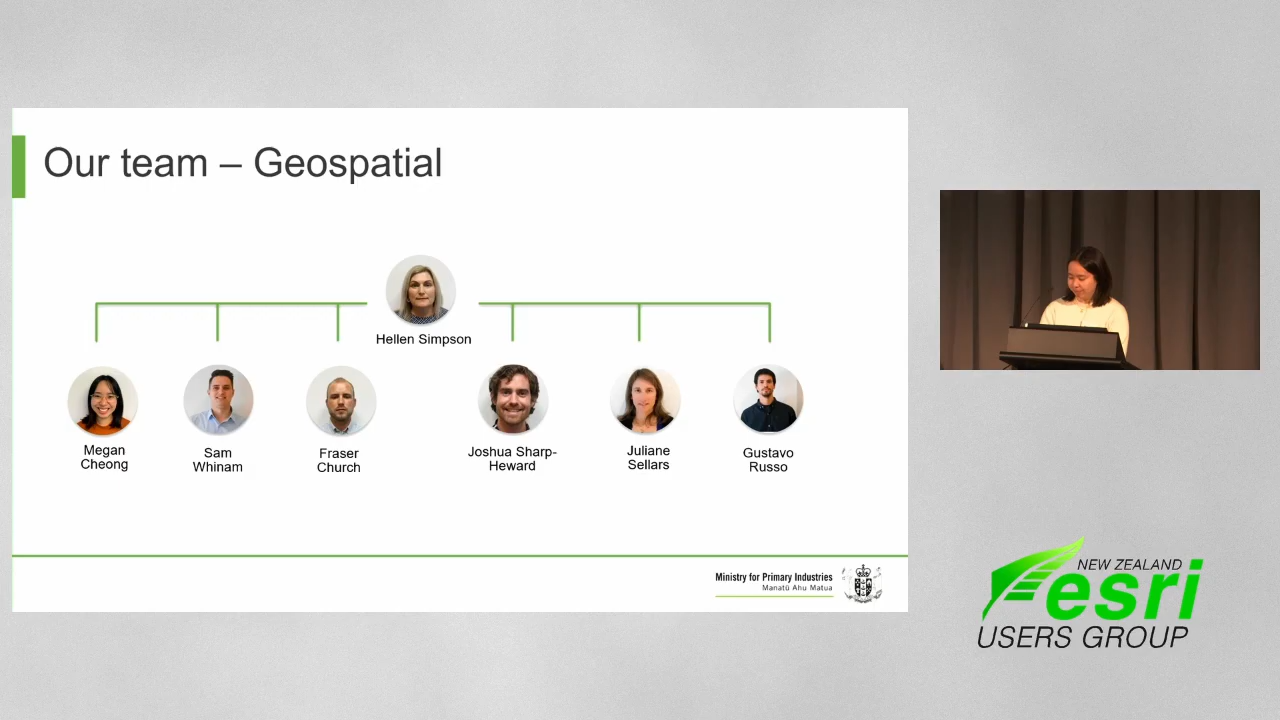 Our team – Geospatial
Hellen Simpson
Megan
Cheong
Sam
Whinam
Fraser
Church
Joshua Sharp-
Heward
Juliane
Sellars
Gustavo
Russo
Ministry for Primary Industries
Manatū Ahu Matua
NEW ZEALAND
esri
USERS GROUP